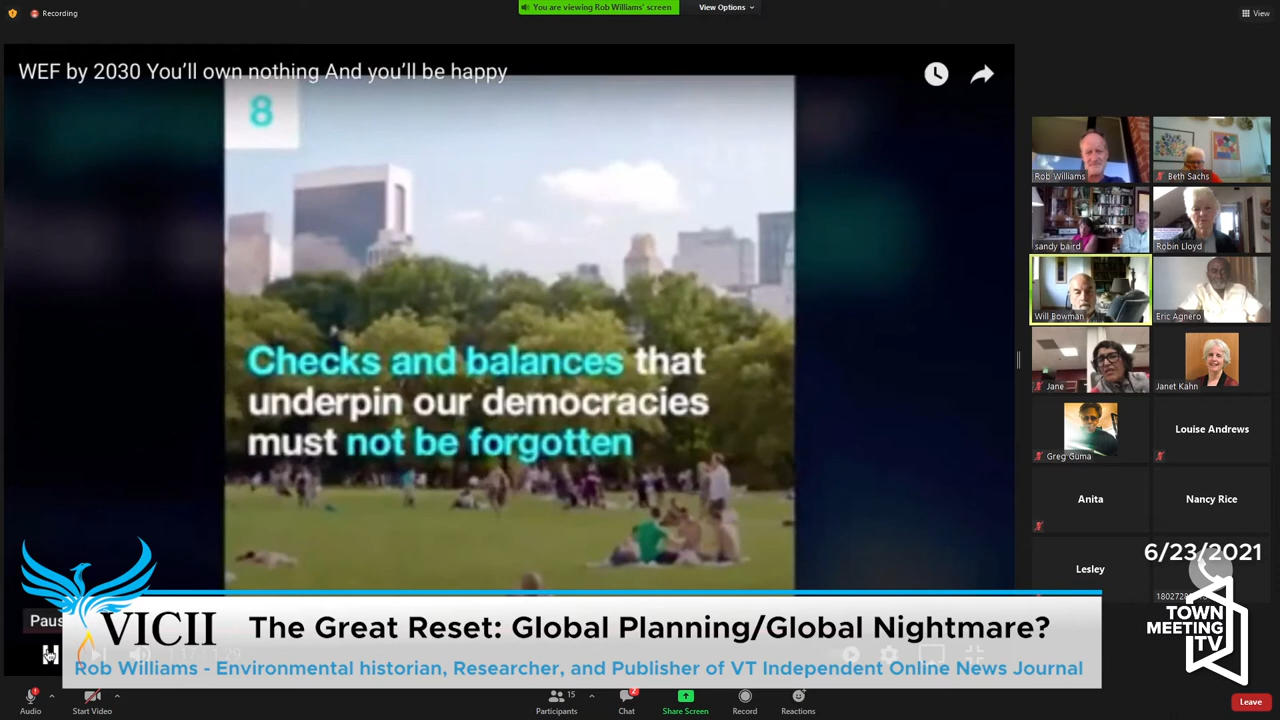 Recording
You are viewing Rob Williams' screen
View Options
View
WEF by 2030 You'll own nothing And you'll be happy
8
Checks and balances that
underpin our democracies
must not be forgotten
Rob Williams
Beth Sachs
sandy baird
Robin Lloyd
Will Bowman
Eric Agnero
Jane
Janet Kahn
Greg Guma
Louise Andrews
Anita
Nancy Rice
Lesley
6/23/2021
TOWN
MEETING
TV
VICII
The Great Reset: Global Planning/Global Nightmare?
Rob Williams - Environmental historian, Researcher, and Publisher of VT Independent Online News Journal
Audio
Start Video
Participants
15
Chat
2
Share Screen
Record
Reactions
Leave